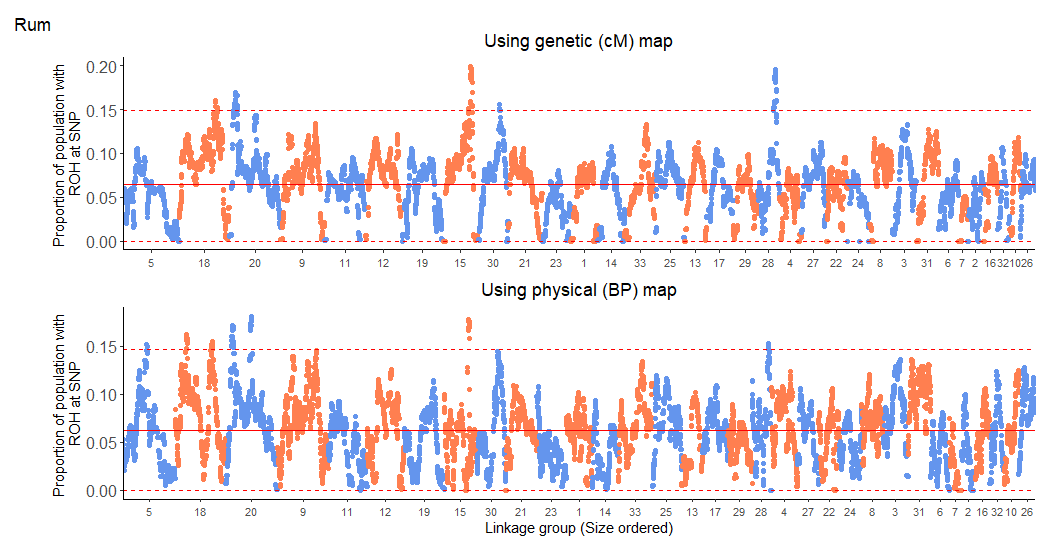 Rum
Using genetic (cM) map
Proportion of population with
ROH at SNP
0.20
0.15
0.10
0.05
0.00
5 18 20 9 11 12 19 15 30 21 23 1 14 33 25 13 17 29 28 4 27 22 24 8 3 31 6 7 2 16 32 10 26
Using physical (BP) map
Proportion of population with
ROH at SNP
0.15
0.10
0.05
0.00
5 18 20 9 11 12 19 15 30 21 23 1 14 33 25 13 17 29 28 4 27 22 24 8 3 31 6 7 2 16 32 10 26
Linkage group (Size ordered)